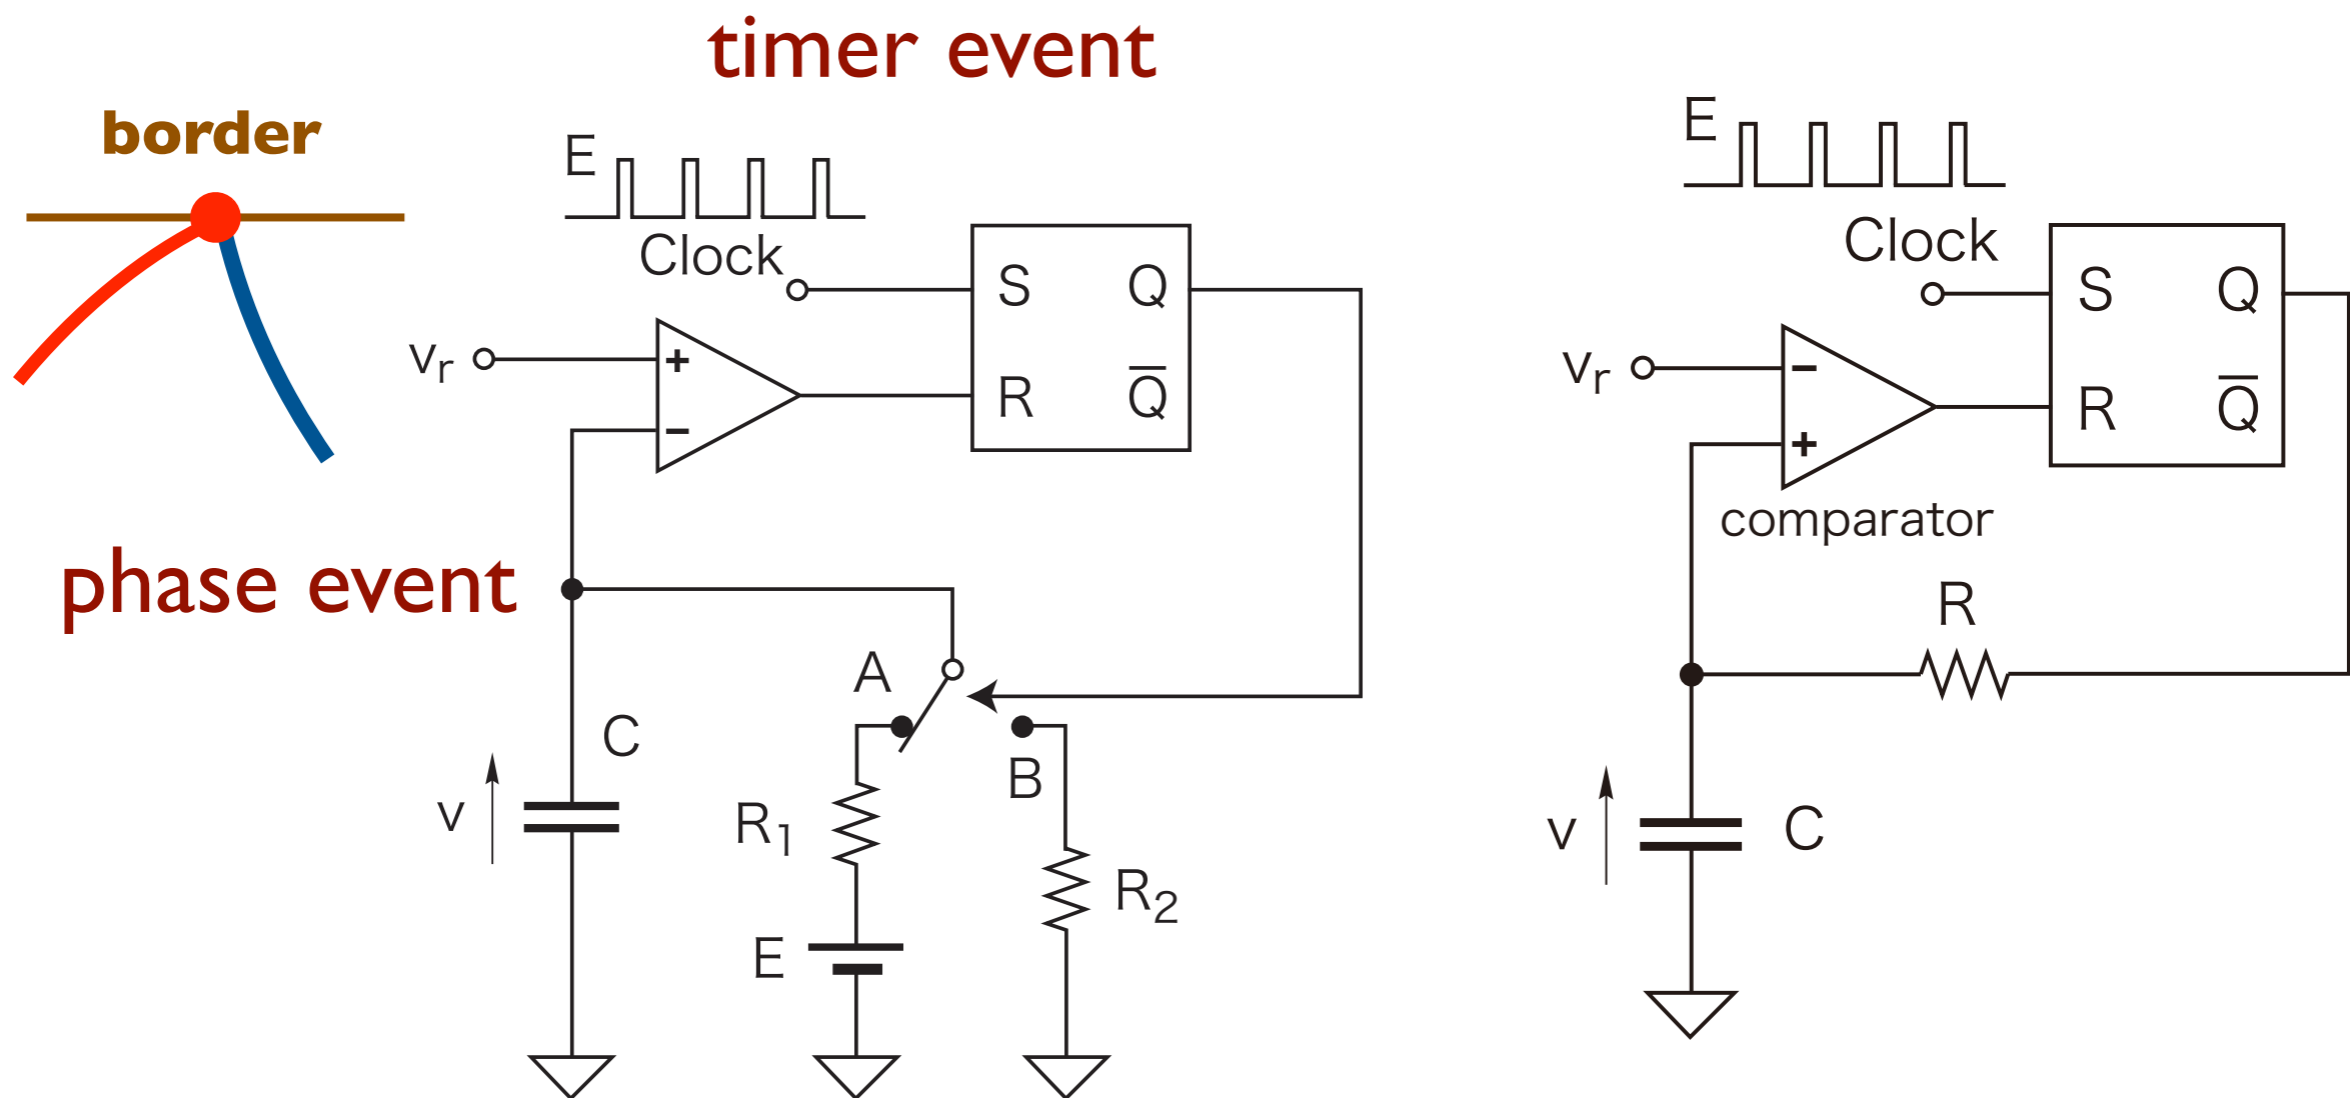 timer event
border
phase event
E
Clock
S
Q
vr
+
R
Q̅
−
A
B
C
v
R1
R2
E
E
Clock
S
Q
vr
−
R
Q̅
+
comparator
R
v
C